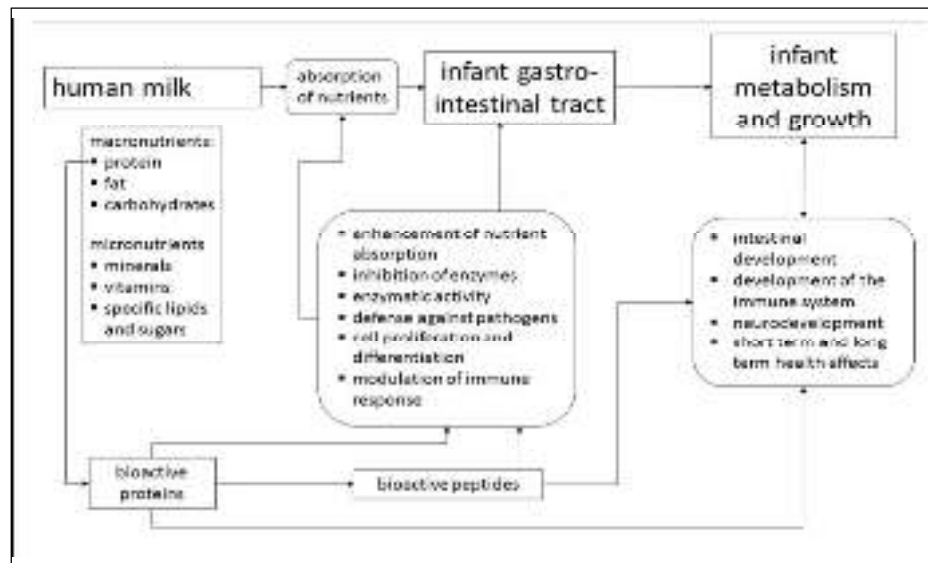 human milk
absorption
of nutrients
infant gastro-
intestinal tract
infant
metabolism
and growth
macronutrients:
▪ protein
▪ fat
▪ carbohydrates
micronutrients
▪ minerals
▪ vitamins
▪ specific lipids
and sugars
▪ enhancement of nutrient
absorption
▪ inhibition of enzymes
▪ enzymatic activity
▪ defense against pathogens
▪ cell proliferation and
differentiation
▪ modulation of immune
response
▪ intestinal
development
▪ development of the
immune system
▪ neurodevelopment
▪ short term and long
term health effects
bioactive
proteins
bioactive peptides